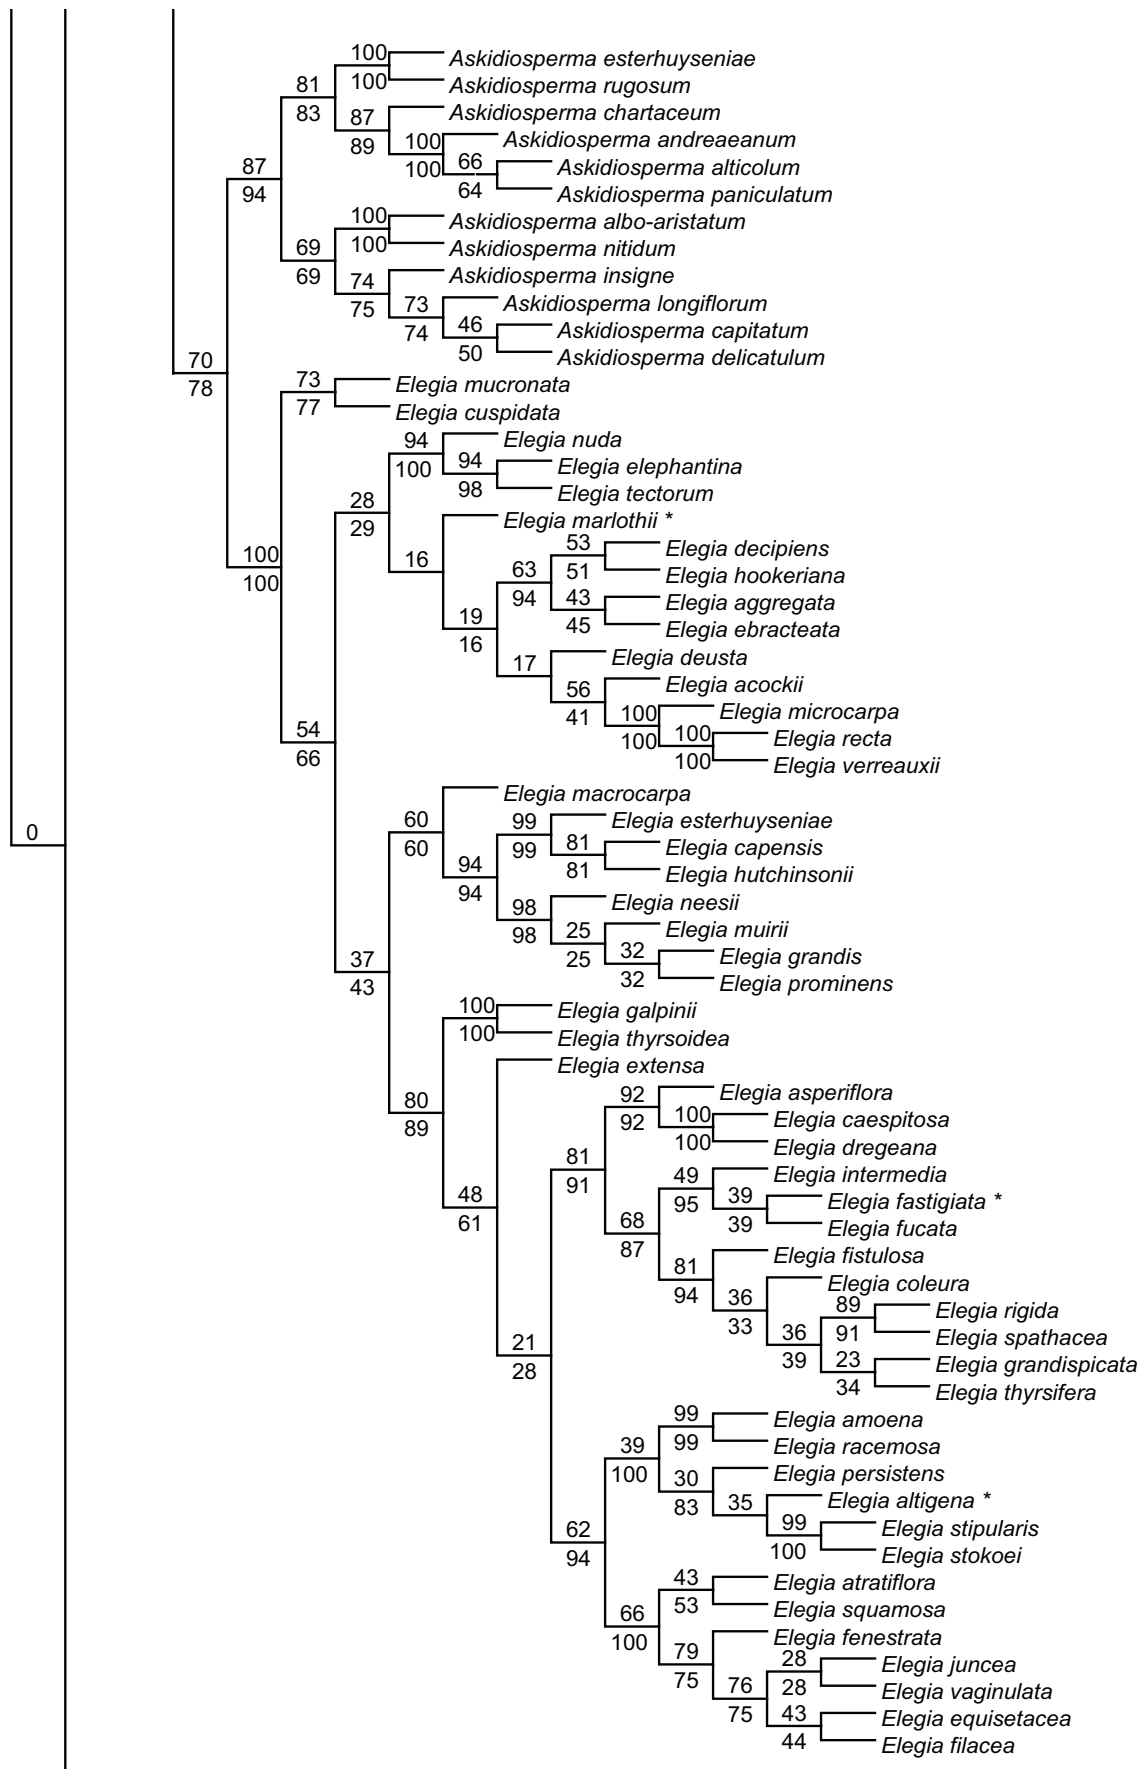 100
Askidiosperma esterhuyseniae
81
100
Askidiosperma rugosum
83
87
Askidiosperma chartaceum
89
100
Askidiosperma andreaeanum
87
100
66
Askidiosperma alticolum
94
64
Askidiosperma paniculatum
100
Askidiosperma albo-aristatum
69
100
Askidiosperma nitidum
69
74
Askidiosperma insigne
75
73
Askidiosperma longiflorum
74
46
Askidiosperma capitatum
70
50
Askidiosperma delicatulum
78
73
Elegia mucronata
77
Elegia cuspidata
94
Elegia nuda
100
94
Elegia elephantina
28
98
Elegia tectorum
29
Elegia marlothii *
100
16
53
Elegia decipiens
100
63
51
Elegia hookeriana
94
43
Elegia aggregata
19
45
Elegia ebracteata
16
17
Elegia deusta
56
Elegia acockii
54
41
100
Elegia microcarpa
66
100
100
Elegia recta
100
Elegia verreauxii
Elegia macrocarpa
0
60
99
Elegia esterhuyseniae
60
99
81
Elegia capensis
94
81
Elegia hutchinsonii
94
98
Elegia neesii
98
25
Elegia muirii
37
25
32
Elegia grandis
43
32
Elegia prominens
100
Elegia galpinii
100
Elegia thyrsoidea
Elegia extensa
80
92
Elegia asperiflora
89
92
100
Elegia caespitosa
100
Elegia dregeana
81
49
Elegia intermedia
48
91
95
39
Elegia fastigiata *
61
68
39
Elegia fucata
87
81
Elegia fistulosa
94
36
Elegia coleura
33
89
Elegia rigida
21
36
91
Elegia spathacea
28
39
23
Elegia grandispicata
34
Elegia thyrsifera
99
Elegia amoena
39
99
Elegia racemosa
100
30
Elegia persistens
83
35
Elegia altigena *
62
99
Elegia stipularis
94
100
Elegia stokoei
43
Elegia atratiflora
66
53
Elegia squamosa
100
79
Elegia fenestrata
75
28
Elegia juncea
76
28
Elegia vaginulata
75
43
Elegia equisetacea
44
Elegia filacea